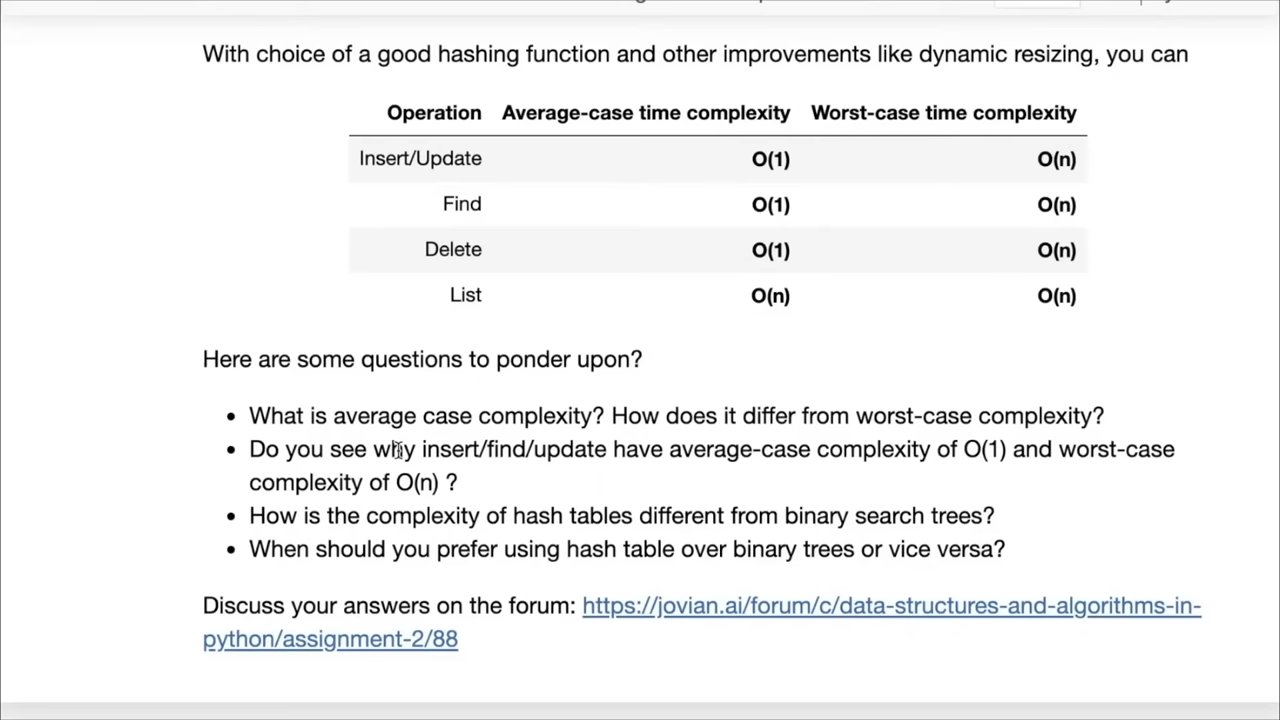 With choice of a good hashing function and other improvements like dynamic resizing, you can
Operation Average-case time complexity Worst-case time complexity
Insert/Update O(1) O(n)
Find O(1) O(n)
Delete O(1) O(n)
List O(n) O(n)
Here are some questions to ponder upon?
• What is average case complexity? How does it differ from worst-case complexity?
• Do you see why insert/find/update have average-case complexity of O(1) and worst-case
complexity of O(n) ?
• How is the complexity of hash tables different from binary search trees?
• When should you prefer using hash table over binary trees or vice versa?
Discuss your answers on the forum: https://jovian.ai/forum/c/data-structures-and-algorithms-in-
python/assignment-2/88